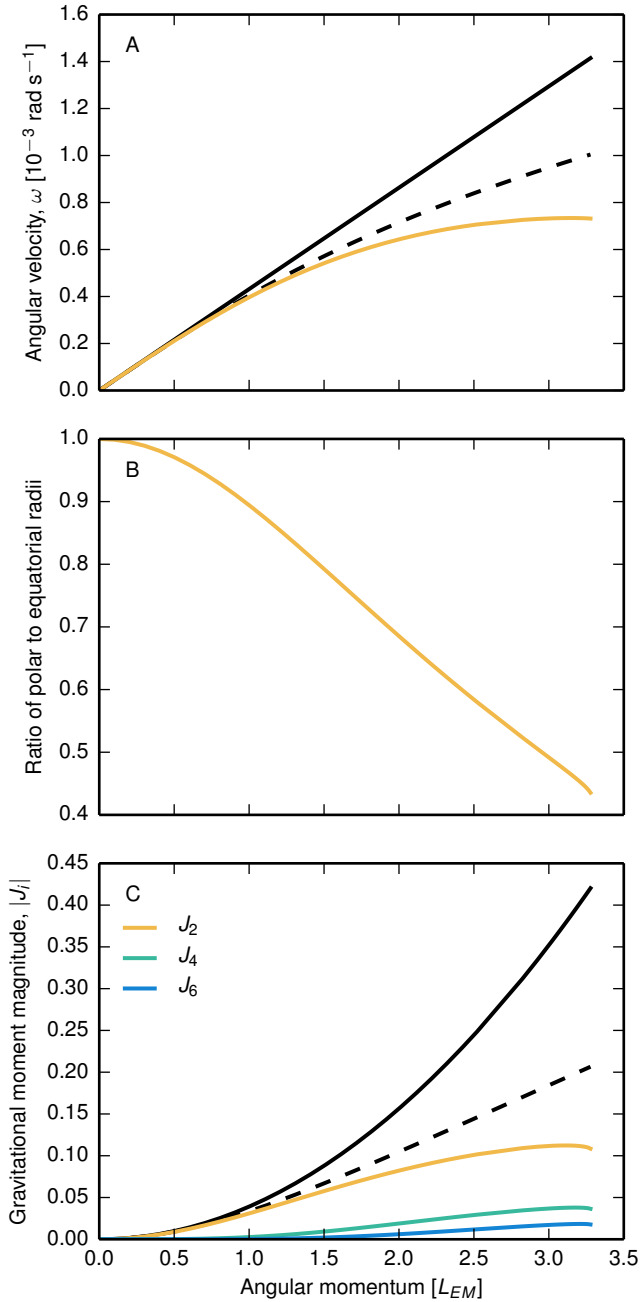 A
Angular velocity, ω [10⁻³ rad s⁻¹]
1.6
1.4
1.2
1.0
0.8
0.6
0.4
0.2
0.0
B
Ratio of polar to equatorial radii
1.0
0.9
0.8
0.7
0.6
0.5
0.4
C
Gravitational moment magnitude, |Jᵢ|
0.45
0.40
0.35
0.30
0.25
0.20
0.15
0.10
0.05
0.00
J₂
J₄
J₆
0.0 0.5 1.0 1.5 2.0 2.5 3.0 3.5
Angular momentum [L_EM]